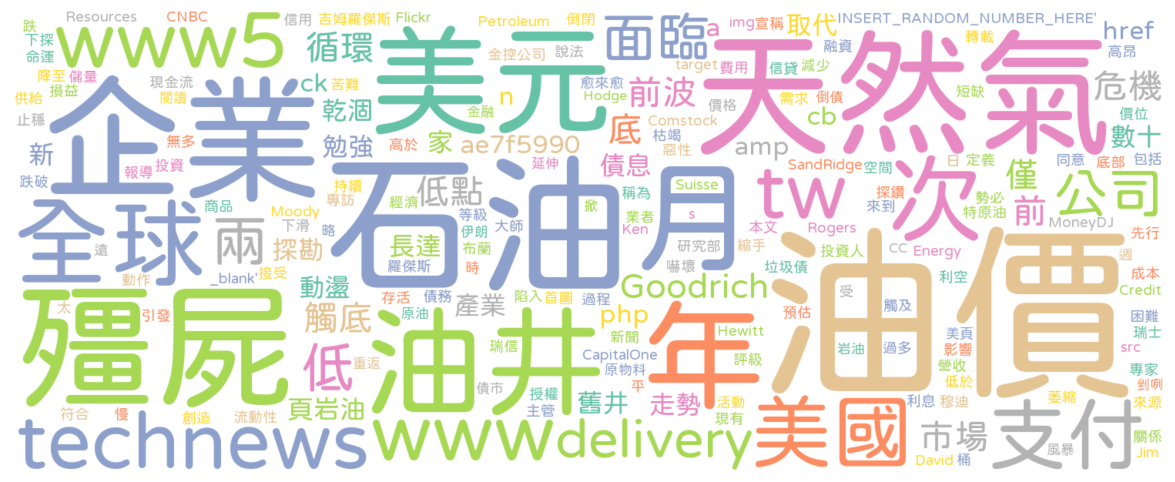 跌 Resources CNBC 信用 吉姆羅傑斯 Flickr Petroleum 倒閉 img 宣稱 取代 INSERT_RANDOM_NUMBER_HERE'
下探 www5 循環 美元 金控公司 說法 面臨 a 天然氣 融資 轉載 href
命運 target 費用 信貸 減少 高昂
降至 儲量 現金流 苦難 ck 愈來愈 前波 需求 倒債 短缺 危機
供給 損益 企業 閱讀 乾涸 n Hodge 價格 價位
止穩 金融 底 Comstock cb 數十
新 無多 勉強 高於 家 ae7f5990 枯竭 惡性 amp 日 定義 包括
跌破 報導 投資 延伸 債息 SandRidge 空間 僅 同意 底部
全球 持續 專訪 低點 石油 月 稱為 Suisse tw 探鑽 次 勢必 公司
商品 兩 經濟 等級 掀 業者 s 本文 來到 前 特原油
Moody 下滑 略 長達 伊朗 大師 Ken 縮手 Rogers MoneyDJ 先行
遠 探勘 羅傑斯 布蘭 研究部 投資人 CC Energy 週
_blank' 接受 動盪 時 債務 陷入 首圖 過程 嚇壞 垃圾債 利空 成本
動作 存活 產業 Goodrich 受 觸及 Credit
太 殭屍 引發 觸底 原油 油井 php 年 預估 油價 困難
重返 瑞信 新聞 Hewitt 岩油 過多 美頁 瑞士
低 CapitalOne 評級 影響 src
原物料 營收 專家
債市 平 低於 剉咧
符合 慢 創造 流動性 頁岩油 授權 主管 舊井 走勢 活動 現有 利息 穆迪 萎縮 來源
technews www delivery 美國 市場 支付 關係
David 桶 風暴 Jim